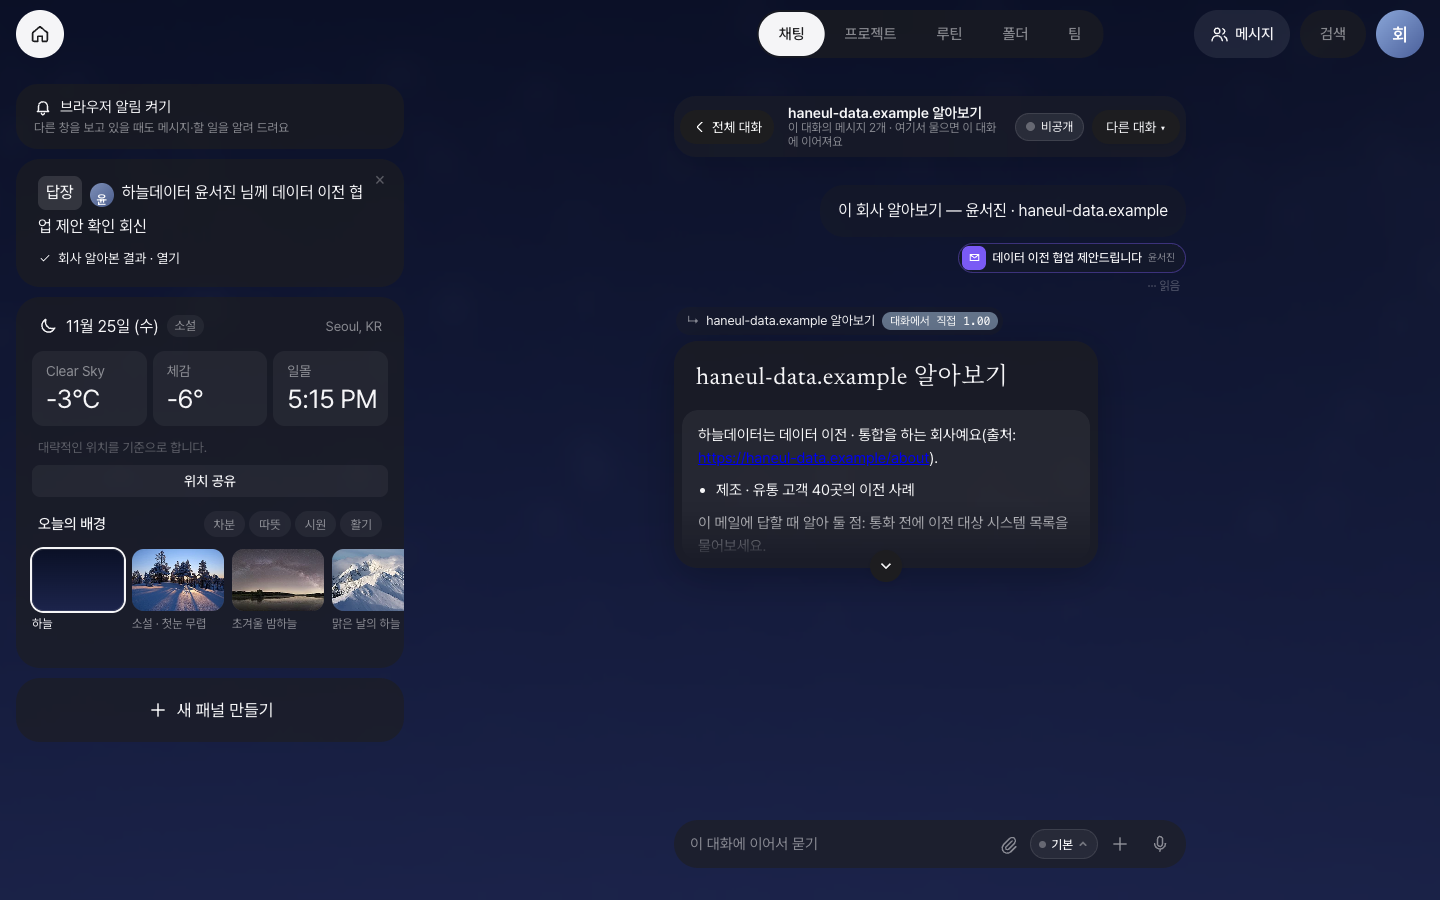 채팅
프로젝트
루틴
폴더
팀
메시지
검색
회
브라우저 알림 켜기
다른 창을 보고 있을 때도 메시지·할 일을 알려 드려요
답장 윤 하늘데이터 윤서진 님께 데이터 이전 협
업 제안 확인 회신
회사 알아본 결과 · 열기
11월 25일 (수) 소설 Seoul, KR
Clear Sky
-3°C
체감
-6°
일몰
5:15 PM
대략적인 위치를 기준으로 합니다.
위치 공유
오늘의 배경
차분
따뜻
시원
활기
하늘
소설 · 첫눈 무렵
초겨울 밤하늘
맑은 날의 하늘
새 패널 만들기
전체 대화
haneul-data.example 알아보기
이 대화의 메시지 2개 · 여기서 물으면 이 대화
에 이어져요
비공개
다른 대화
이 회사 알아보기 — 윤서진 · haneul-data.example
데이터 이전 협업 제안드립니다 윤서진
··· 읽음
haneul-data.example 알아보기 대화에서 직접 1.00
haneul-data.example 알아보기
하늘데이터는 데이터 이전 · 통합을 하는 회사예요(출처:
https://haneul-data.example/about).
• 제조 · 유통 고객 40곳의 이전 사례
이 메일에 답할 때 알아 둘 점: 통화 전에 이전 대상 시스템 목록을
물어보세요.
이 대화에 이어서 묻기
기본